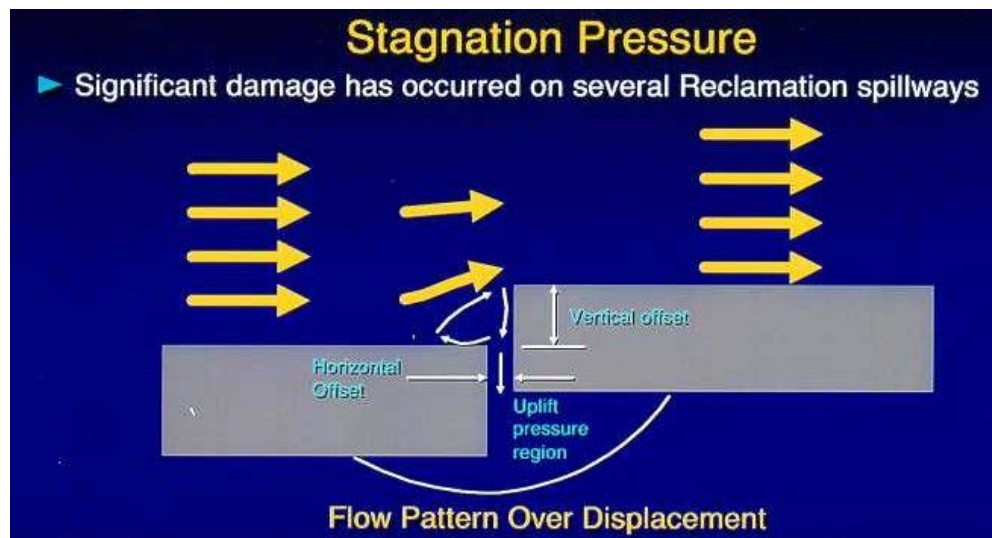 Stagnation Pressure
Significant damage has occurred on several Reclamation spillways
Vertical offset
Horizontal
Offset
Uplift
pressure
region
Flow Pattern Over Displacement